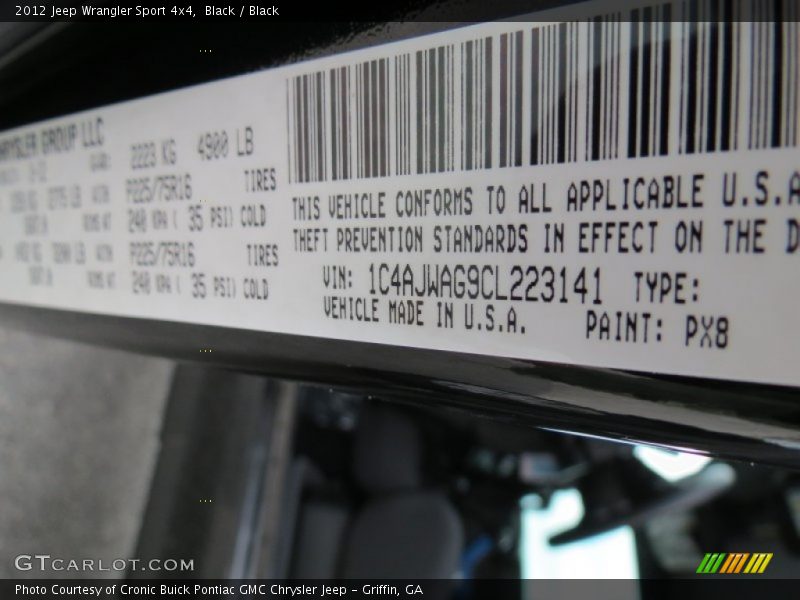 2012 Jeep Wrangler Sport 4x4, Black / Black
CHRYSLER GROUP LLC
2223 KG 4900 LB
P225/75R16 TIRES
240 KPA ( 35 PSI) COLD
P225/75R16 TIRES
240 KPA ( 35 PSI) COLD
THIS VEHICLE CONFORMS TO ALL APPLICABLE U.S.A
THEFT PREVENTION STANDARDS IN EFFECT ON THE D
VIN: 1C4AJWAG9CL223141 TYPE:
VEHICLE MADE IN U.S.A. PAINT: PX8
GTCARLOT.COM
Photo Courtesy of Cronic Buick Pontiac GMC Chrysler Jeep - Griffin, GA